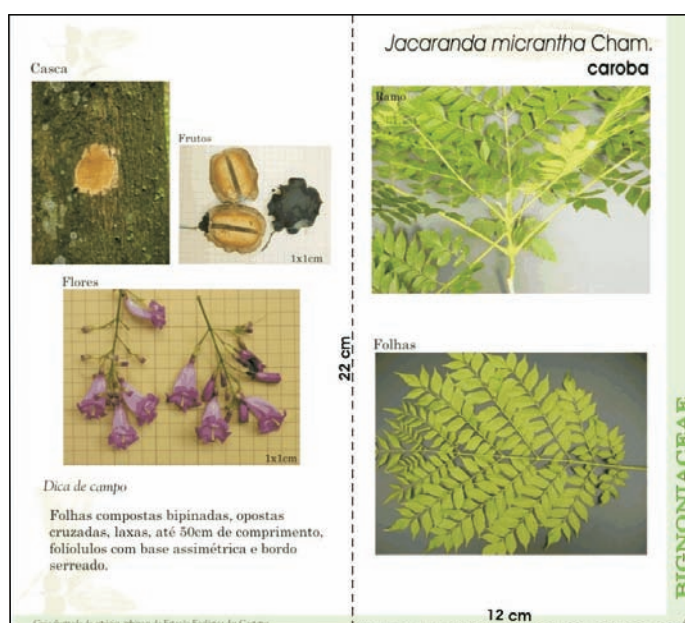 Jacaranda micrantha Cham.
caroba
Casca
Frutos
1x1cm
Flores
1x1cm
Dica de campo
Folhas compostas bipinadas, opostas
cruzadas, laxas, até 50cm de comprimento,
folíolulos com base assimétrica e bordo
serreado.
22 cm
Ramo
Folhas
BIGNONIACEAE
12 cm